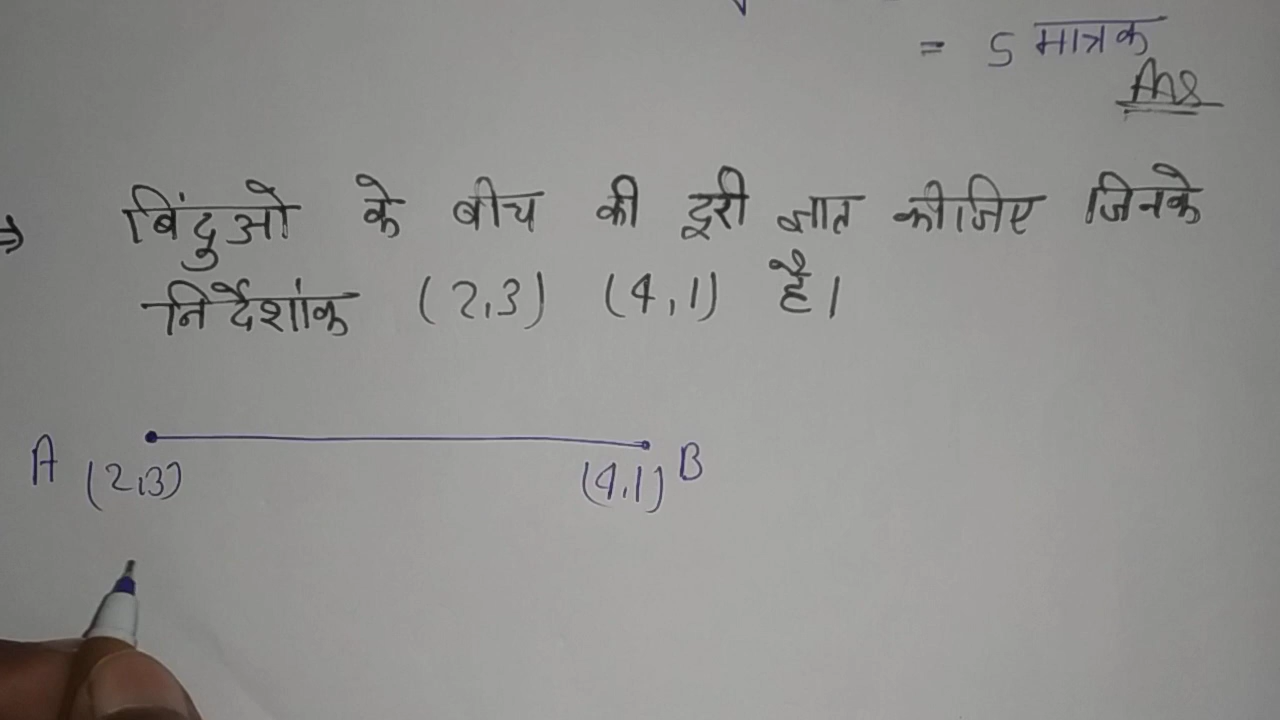 = 5 मात्रक
Ans
⇒ बिंदुओ के बीच की दूरी ज्ञात कीजिए जिनके
निर्देशांक (2,3) (4,1) है।
A (2,3) (4,1) B